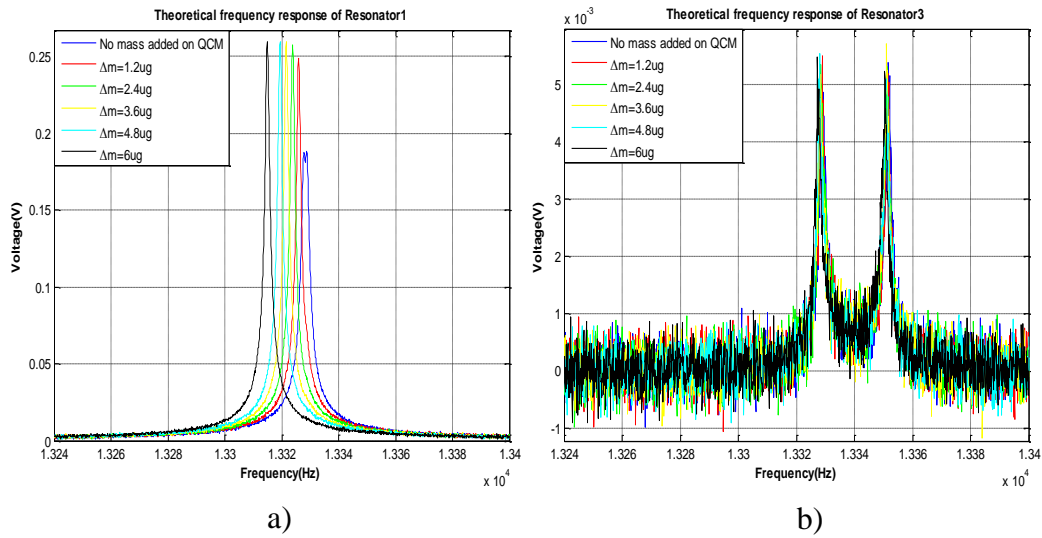 Theoretical frequency response of Resonator1
No mass added on QCM
Δm=1.2ug
Δm=2.4ug
Δm=3.6ug
Δm=4.8ug
Δm=6ug
0.25
0.2
0.15
0.1
0.05
0
Voltage(V)
1.324 1.326 1.328 1.33 1.332 1.334 1.336 1.338 1.34
Frequency(Hz)
x 10⁴
a)
x 10⁻³
Theoretical frequency response of Resonator3
No mass added on QCM
Δm=1.2ug
Δm=2.4ug
Δm=3.6ug
Δm=4.8ug
Δm=6ug
5
4
3
2
1
0
-1
Voltage(V)
1.324 1.326 1.328 1.33 1.332 1.334 1.336 1.338 1.34
Frequency(Hz)
x 10⁴
b)